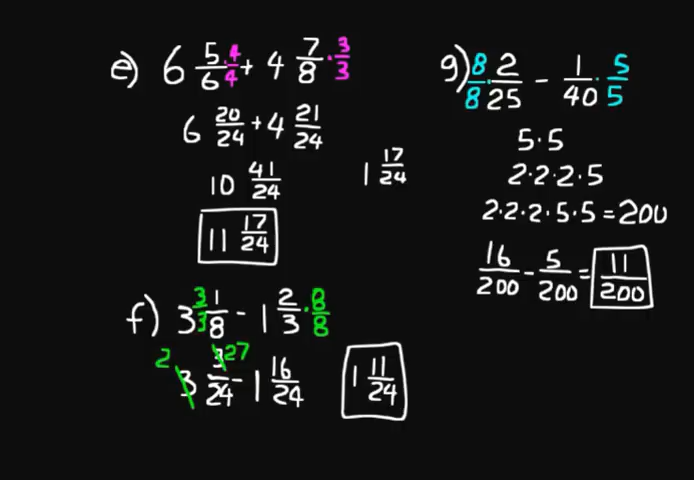 e) 6 5/6 · 4/4 + 4 7/8 · 3/3
6 20/24 + 4 21/24
10 41/24
1 17/24
11 17/24
f) 3 3/3 1/8 - 1 2/3 · 8/8
2 3 3/24 27 - 1 16/24
1 11/24
g) 8/8 · 2/25 - 1/40 · 5/5
5·5
2·2·2·5
2·2·2·5·5=200
16/200 - 5/200 = 11/200